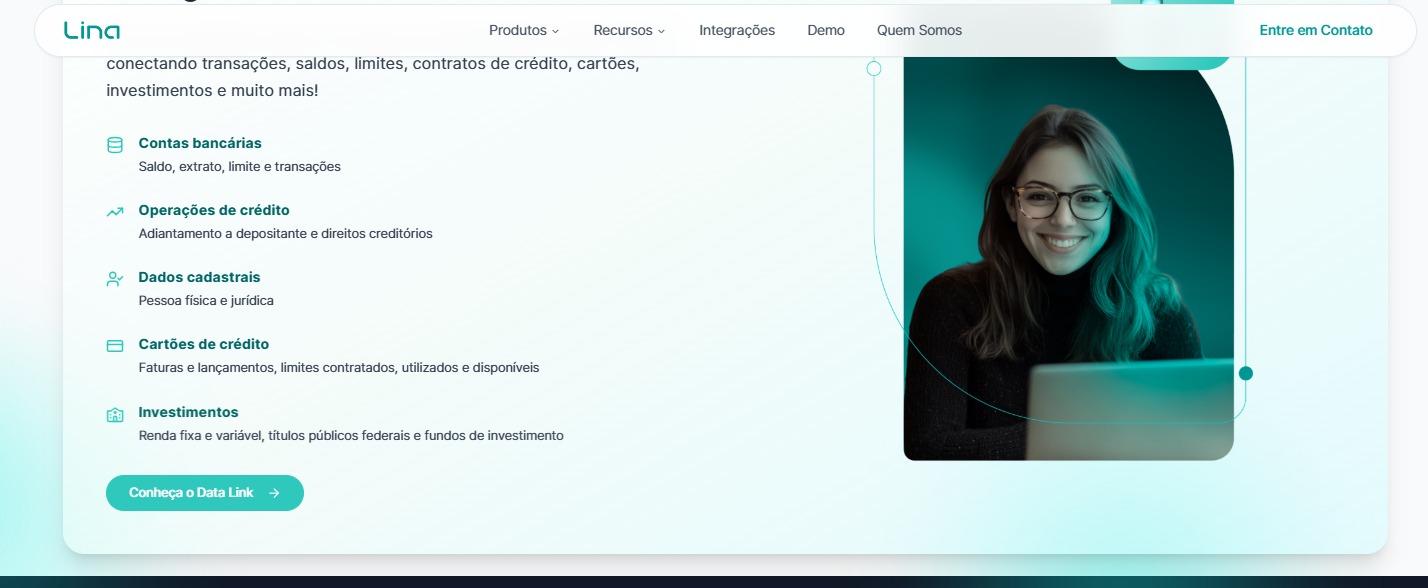 Lina
Produtos
Recursos
Integrações
Demo
Quem Somos
Entre em Contato
conectando transações, saldos, limites, contratos de crédito, cartões,
investimentos e muito mais!
Contas bancárias
Saldo, extrato, limite e transações
Operações de crédito
Adiantamento a depositante e direitos creditórios
Dados cadastrais
Pessoa física e jurídica
Cartões de crédito
Faturas e lançamentos, limites contratados, utilizados e disponíveis
Investimentos
Renda fixa e variável, títulos públicos federais e fundos de investimento
Conheça o Data Link